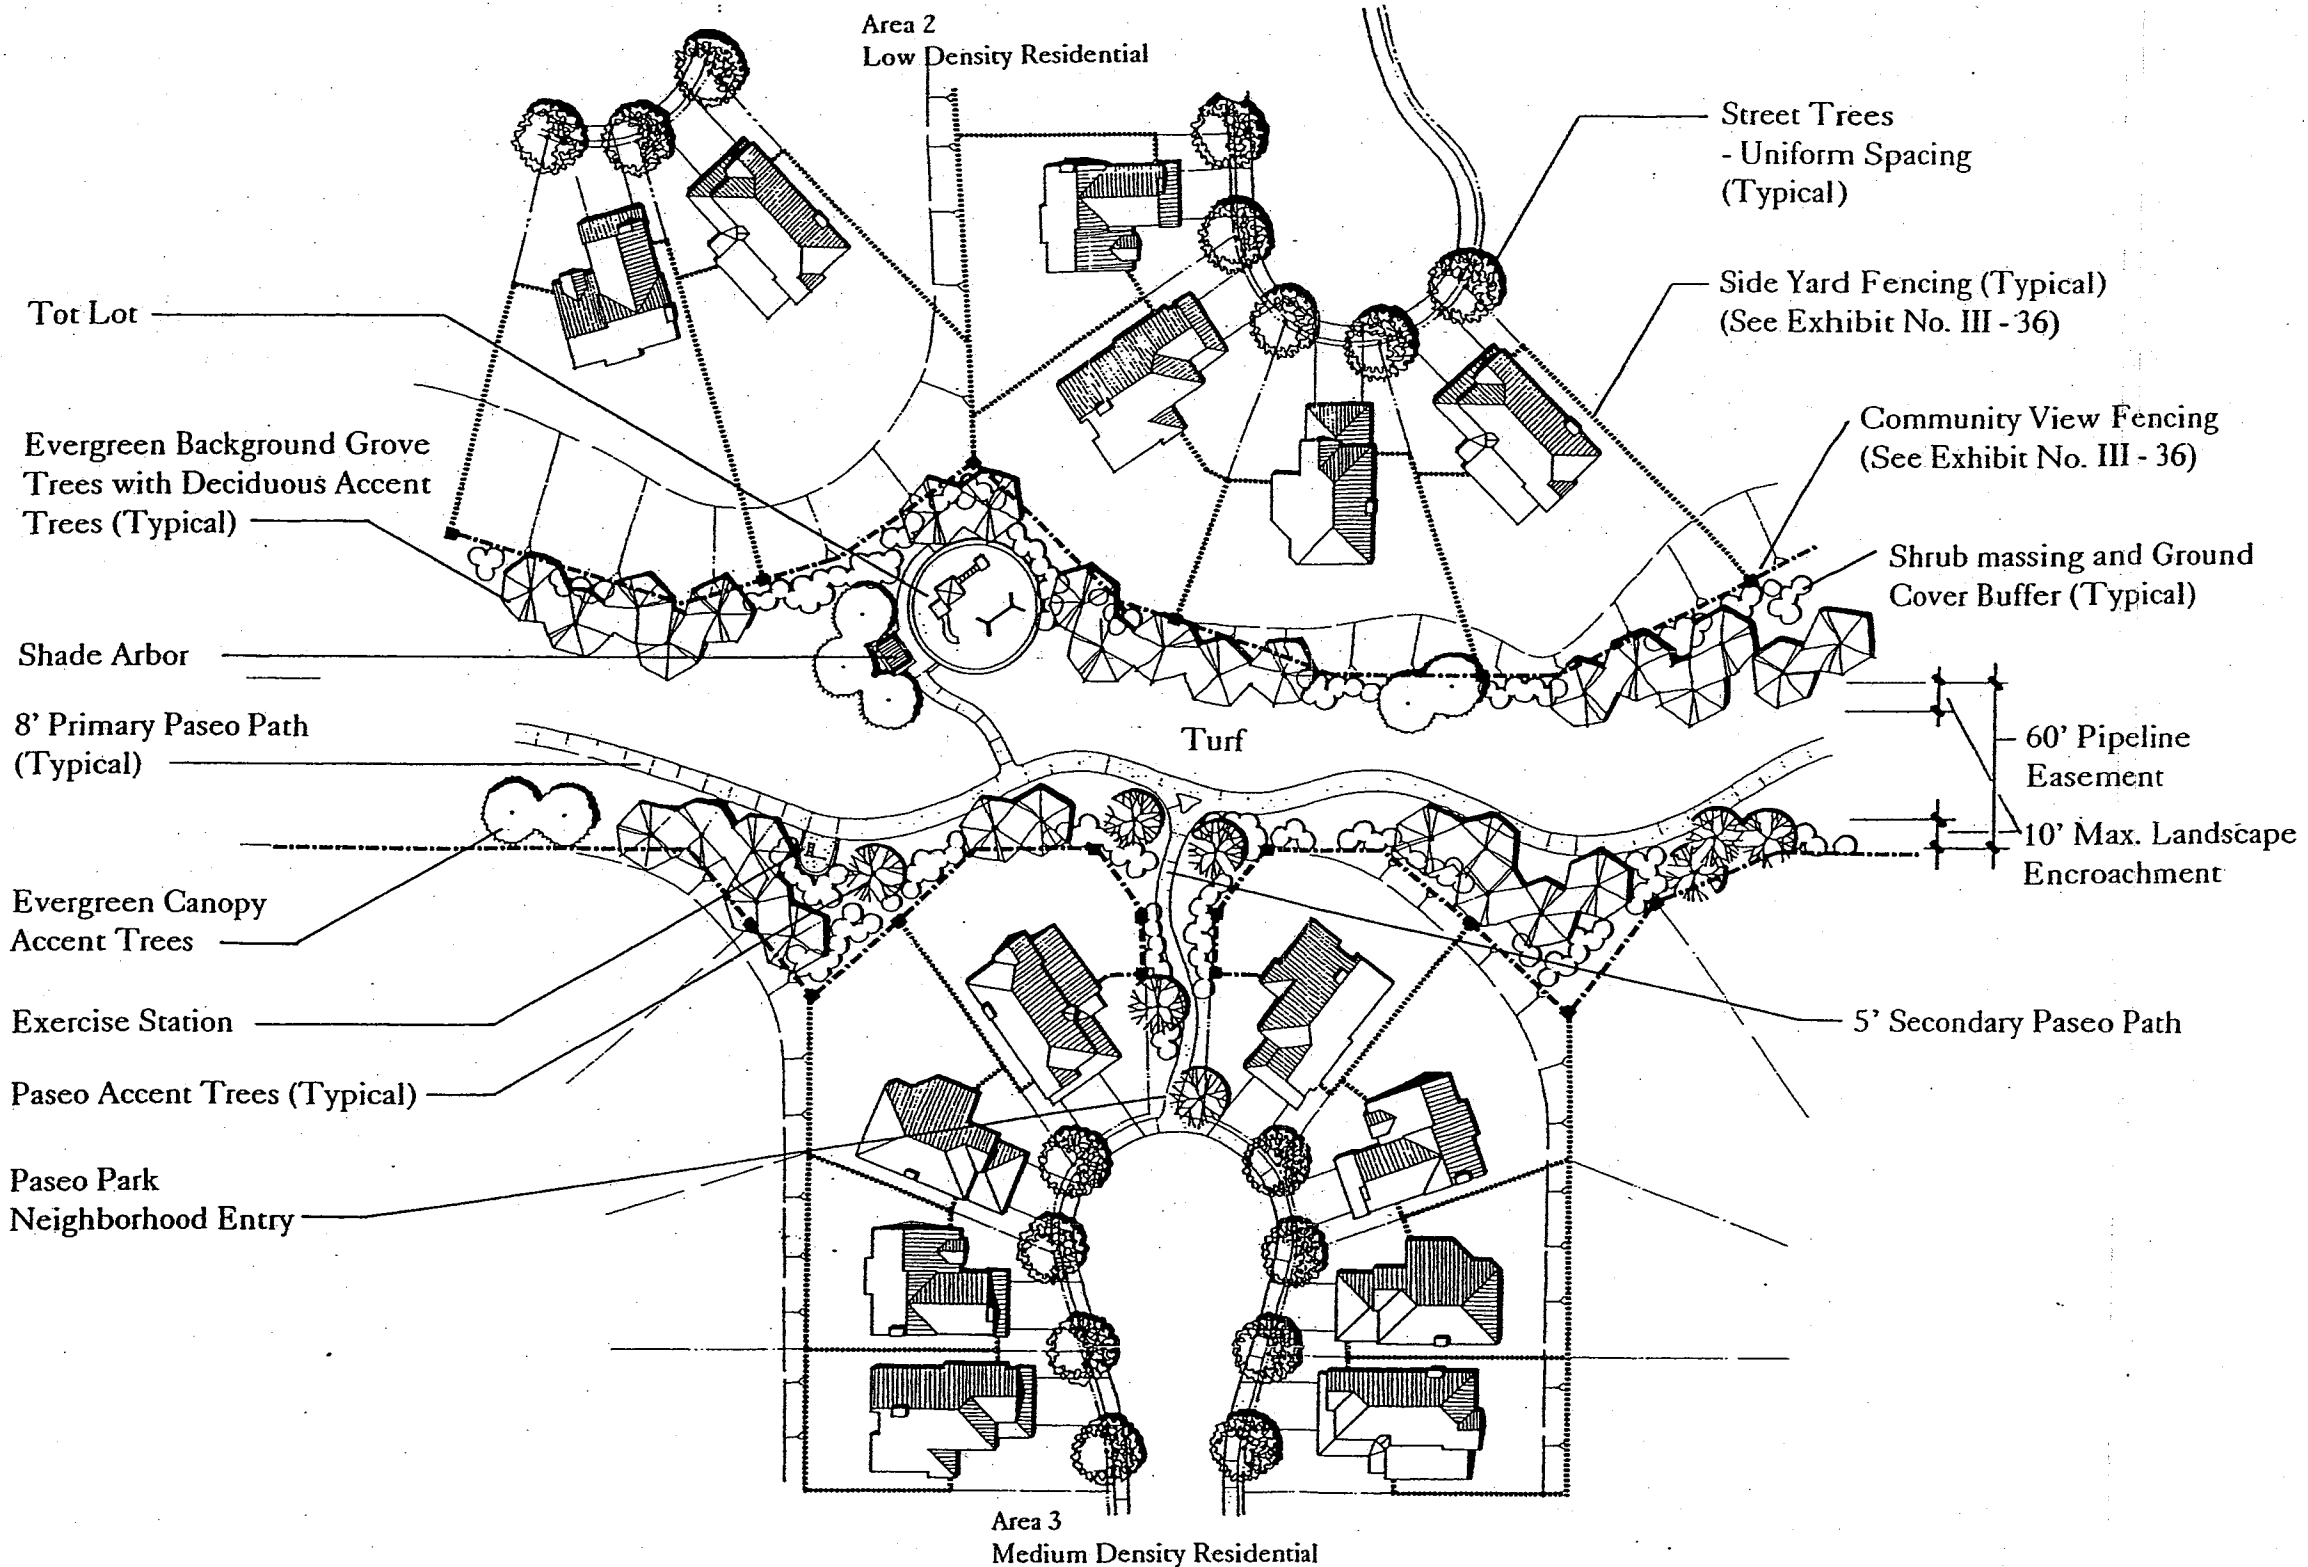 Area 2
Low Density Residential
Street Trees
- Uniform Spacing
(Typical)
Side Yard Fencing (Typical)
(See Exhibit No. III - 36)
Community View Fencing
(See Exhibit No. III - 36)
Shrub massing and Ground
Cover Buffer (Typical)
60' Pipeline
Easement
10' Max. Landscape
Encroachment
5' Secondary Paseo Path
Tot Lot
Evergreen Background Grove
Trees with Deciduous Accent
Trees (Typical)
Shade Arbor
8' Primary Paseo Path
(Typical)
Evergreen Canopy
Accent Trees
Exercise Station
Paseo Accent Trees (Typical)
Paseo Park
Neighborhood Entry
Turf
Area 3
Medium Density Residential